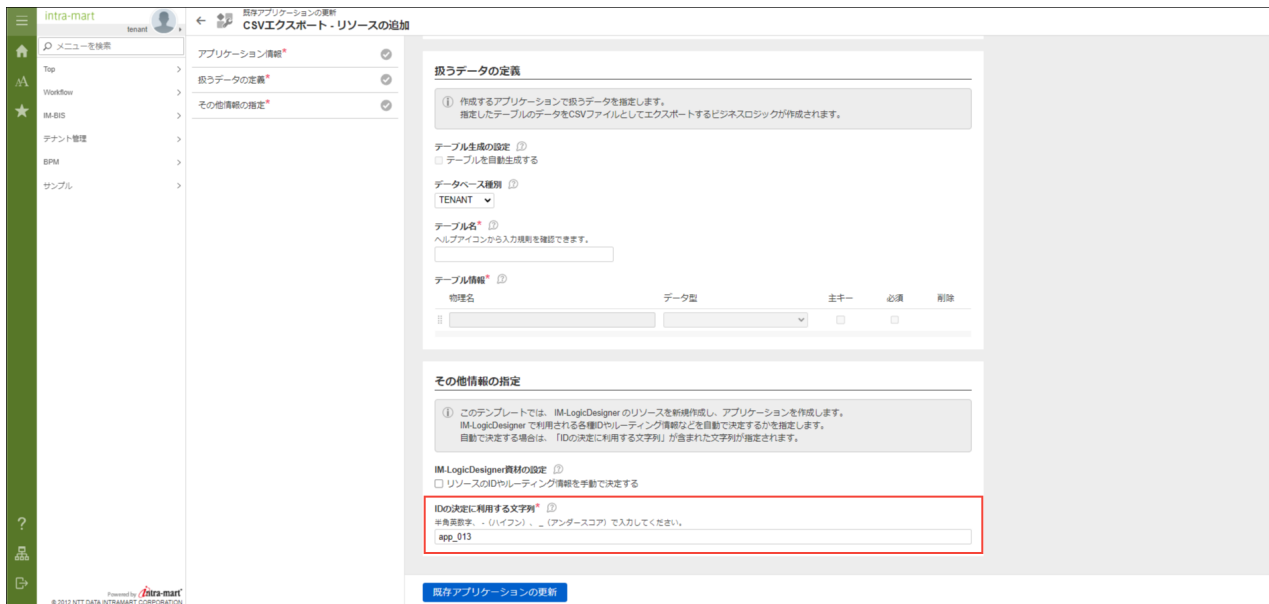 intra-mart
tenant
メニューを検索
Top
Workflow
IM-BIS
テナント管理
BPM
サンプル
Powered by intra-mart
© 2012 NTT DATA INTRAMART CORPORATION
既存アプリケーションの更新
CSVエクスポート - リソースの追加
アプリケーション情報*
扱うデータの定義*
その他情報の指定*
扱うデータの定義
作成するアプリケーションで扱うデータを指定します。
指定したテーブルのデータをCSVファイルとしてエクスポートするビジネスロジックが作成されます。
テーブル生成の設定
テーブルを自動生成する
データベース種別
TENANT
テーブル名*
ヘルプアイコンから入力規則を確認できます。
テーブル情報*
物理名 データ型 主キー 必須 削除
その他情報の指定
このテンプレートでは、IM-LogicDesigner のリソースを新規作成し、アプリケーションを作成します。
IM-LogicDesigner で利用される各種IDやルーティング情報などを自動で決定するかを指定します。
自動で決定する場合は、「IDの決定に利用する文字列」が含まれた文字列が指定されます。
IM-LogicDesigner資材の設定
リソースのIDやルーティング情報を手動で決定する
IDの決定に利用する文字列*
半角英数字、-（ハイフン）、_（アンダースコア）で入力してください。
app_013
既存アプリケーションの更新